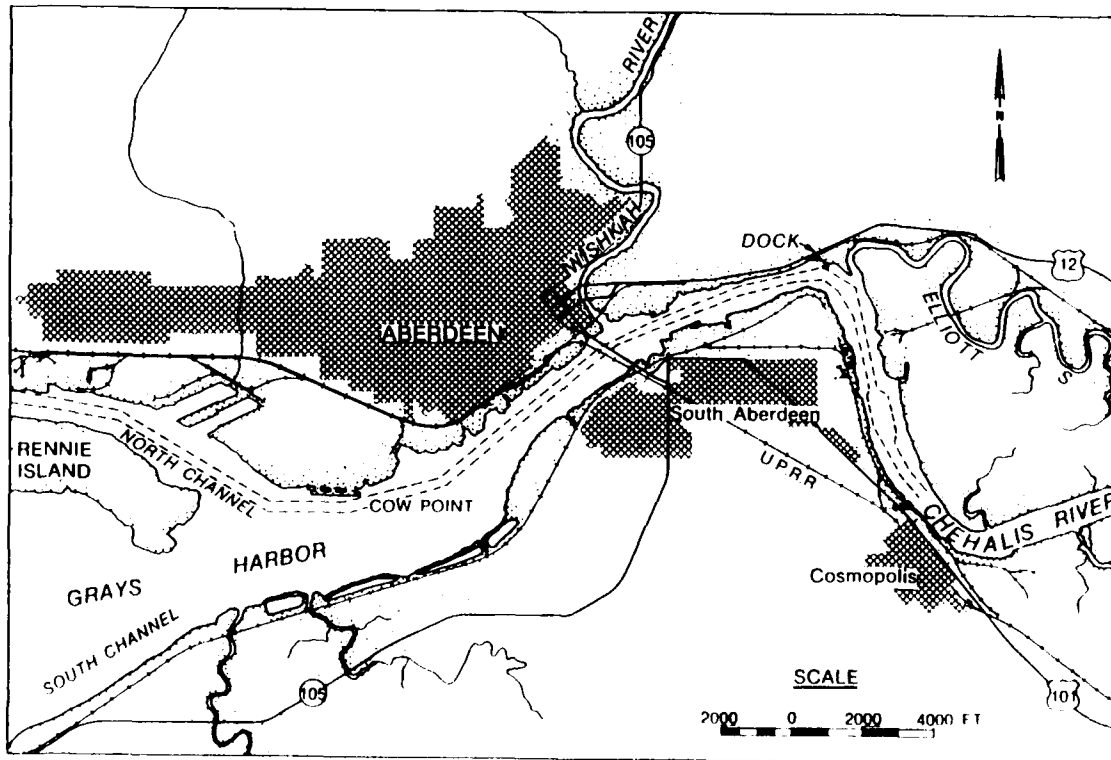 RIVER
105
N
WISHKAH
DOCK
12
ELLIOTT
S
ABERDEEN
South Aberdeen
RENNIE
ISLAND
NORTH CHANNEL
COW POINT
UPRR
CHEHALIS RIVER
HARBOR
GRAYS
Cosmopolis
SOUTH CHANNEL
105
SCALE
101
2000 0 2000 4000 FT